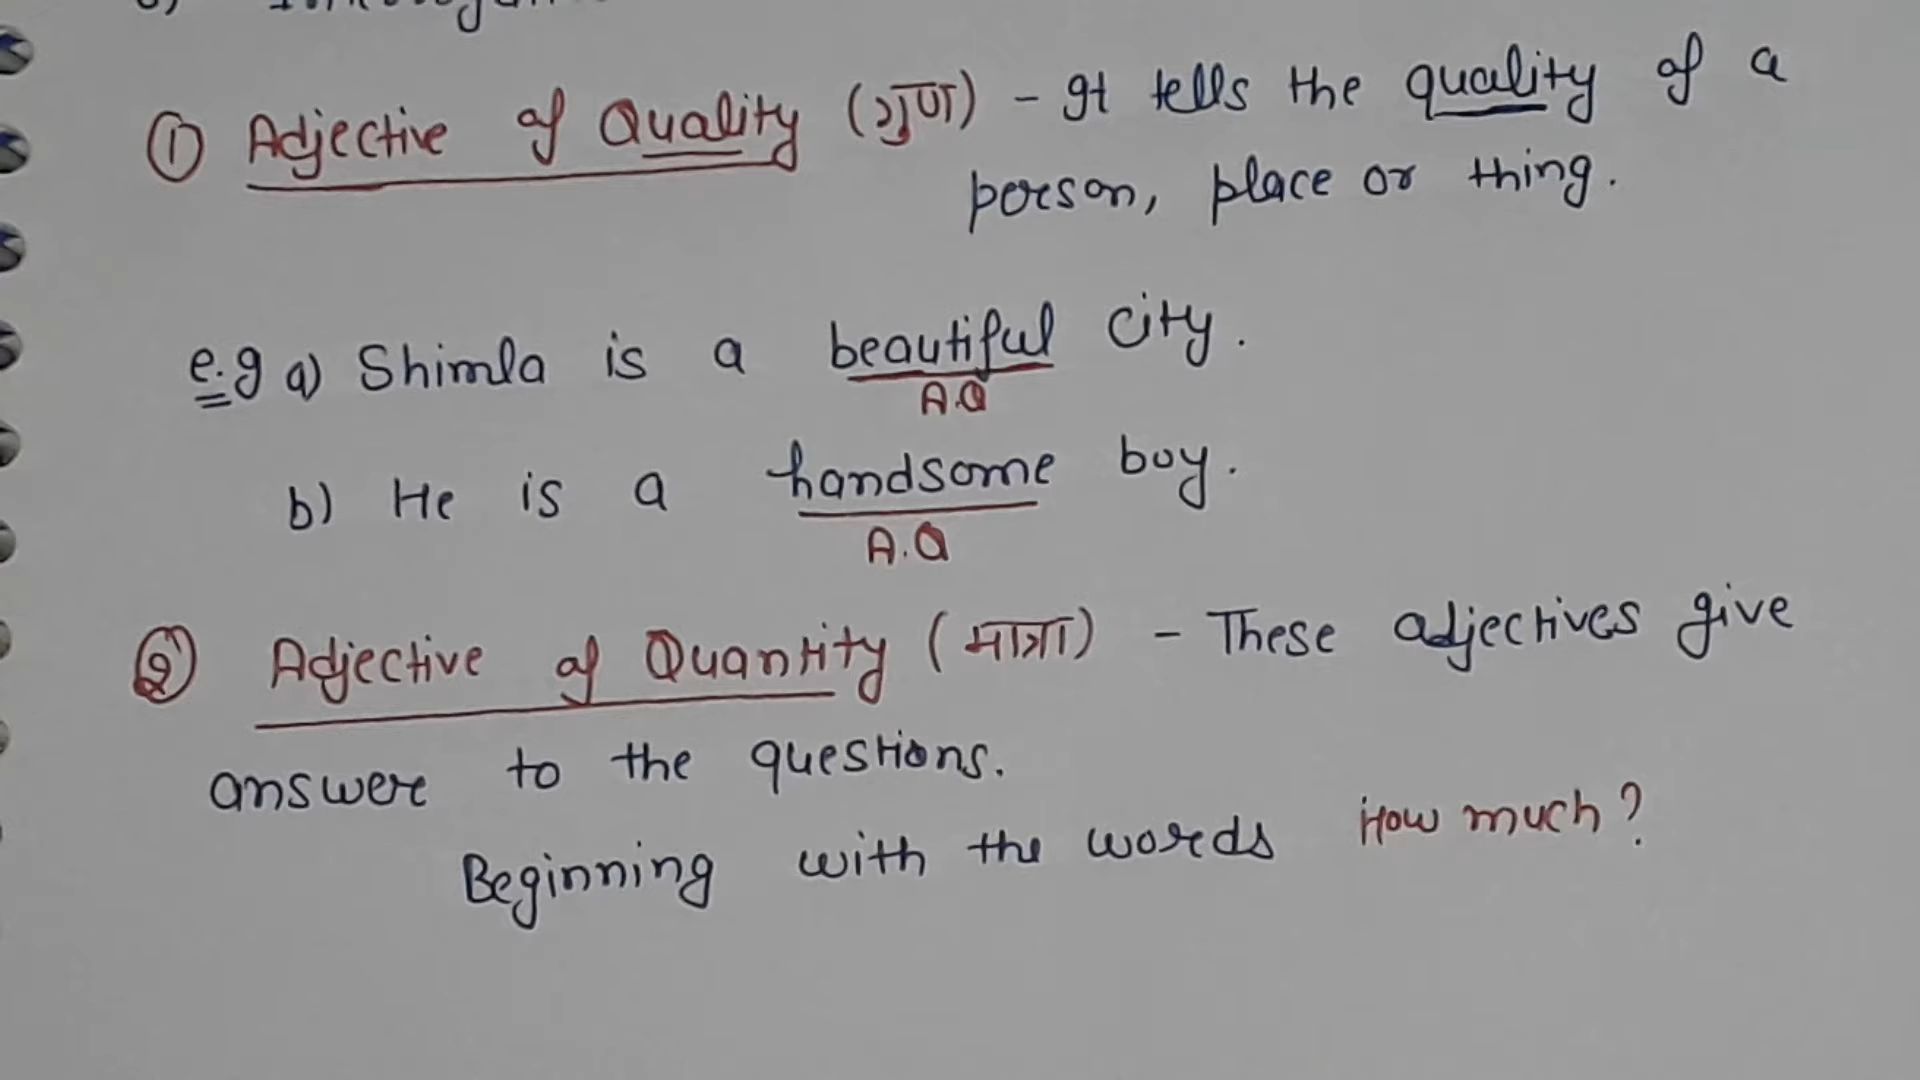 ① Adjective of Quality (गुण) - It tells the quality of a
person, place or thing.
e.g a) Shimla is a beautiful city.
A.Q
b) He is a handsome boy.
A.Q
② Adjective of Quantity (मात्रा) - These adjectives give
answer to the questions.
Beginning with the words How much?